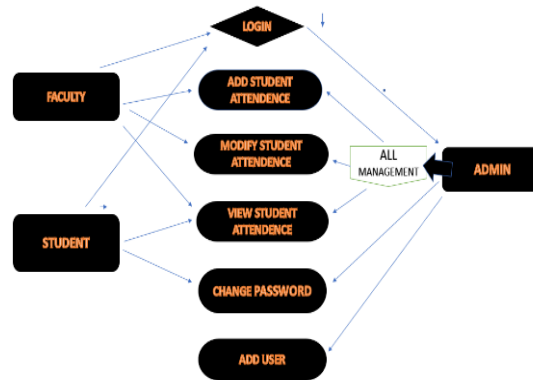 LOGIN
FACULTY
ADD STUDENT
ATTENDENCE
MODIFY STUDENT
ATTENDENCE
ALL
MANAGEMENT
ADMIN
STUDENT
VIEW STUDENT
ATTENDENCE
CHANGE PASSWORD
ADD USER